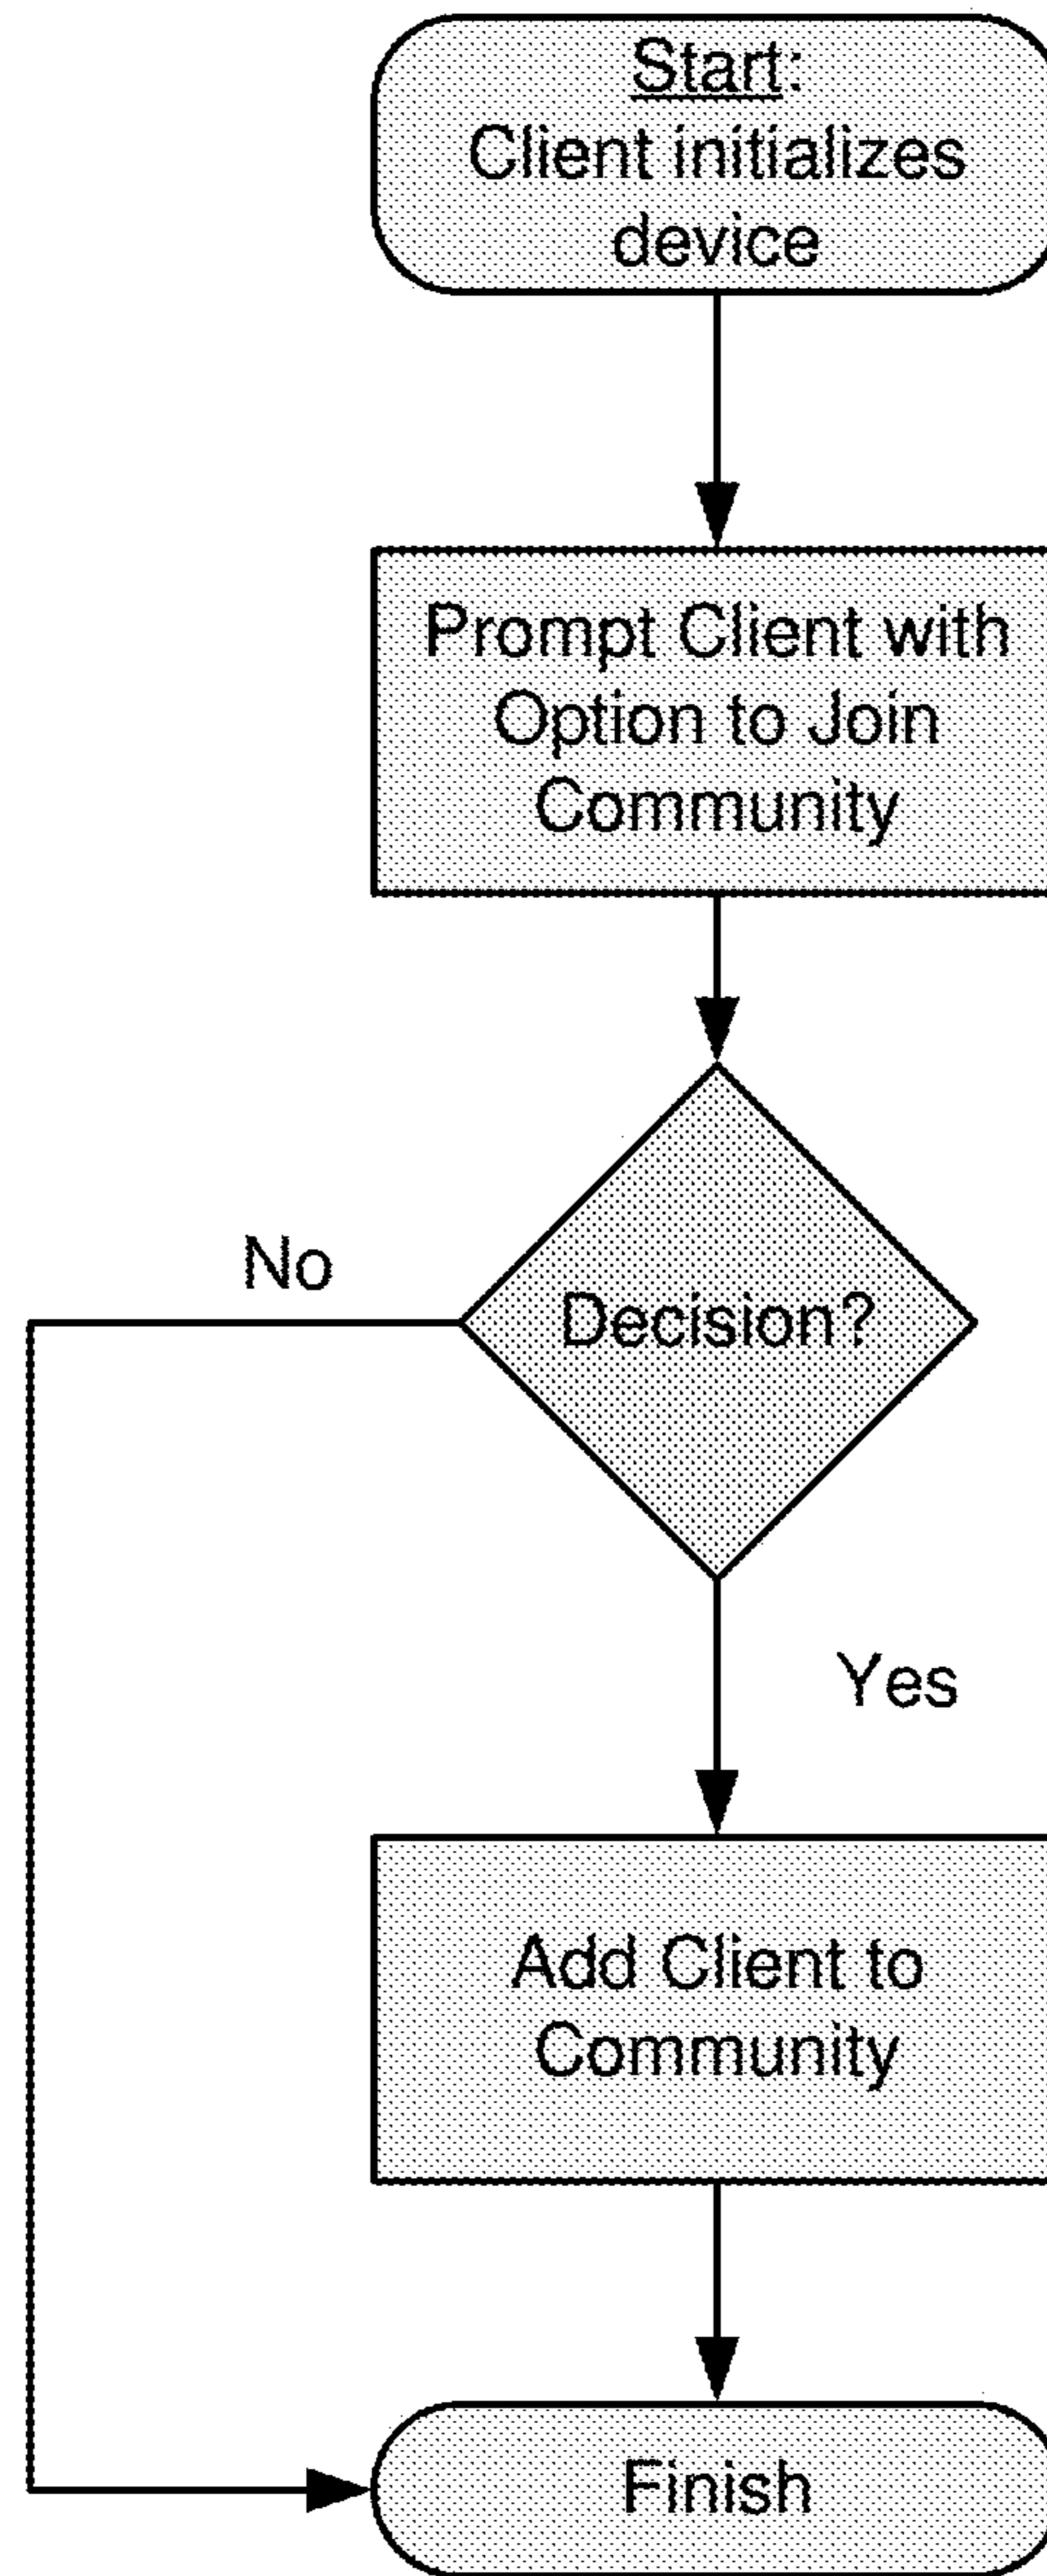 Start:
Client initializes
device
Prompt Client with
Option to Join
Community
No
Decision?
Yes
Add Client to
Community
Finish